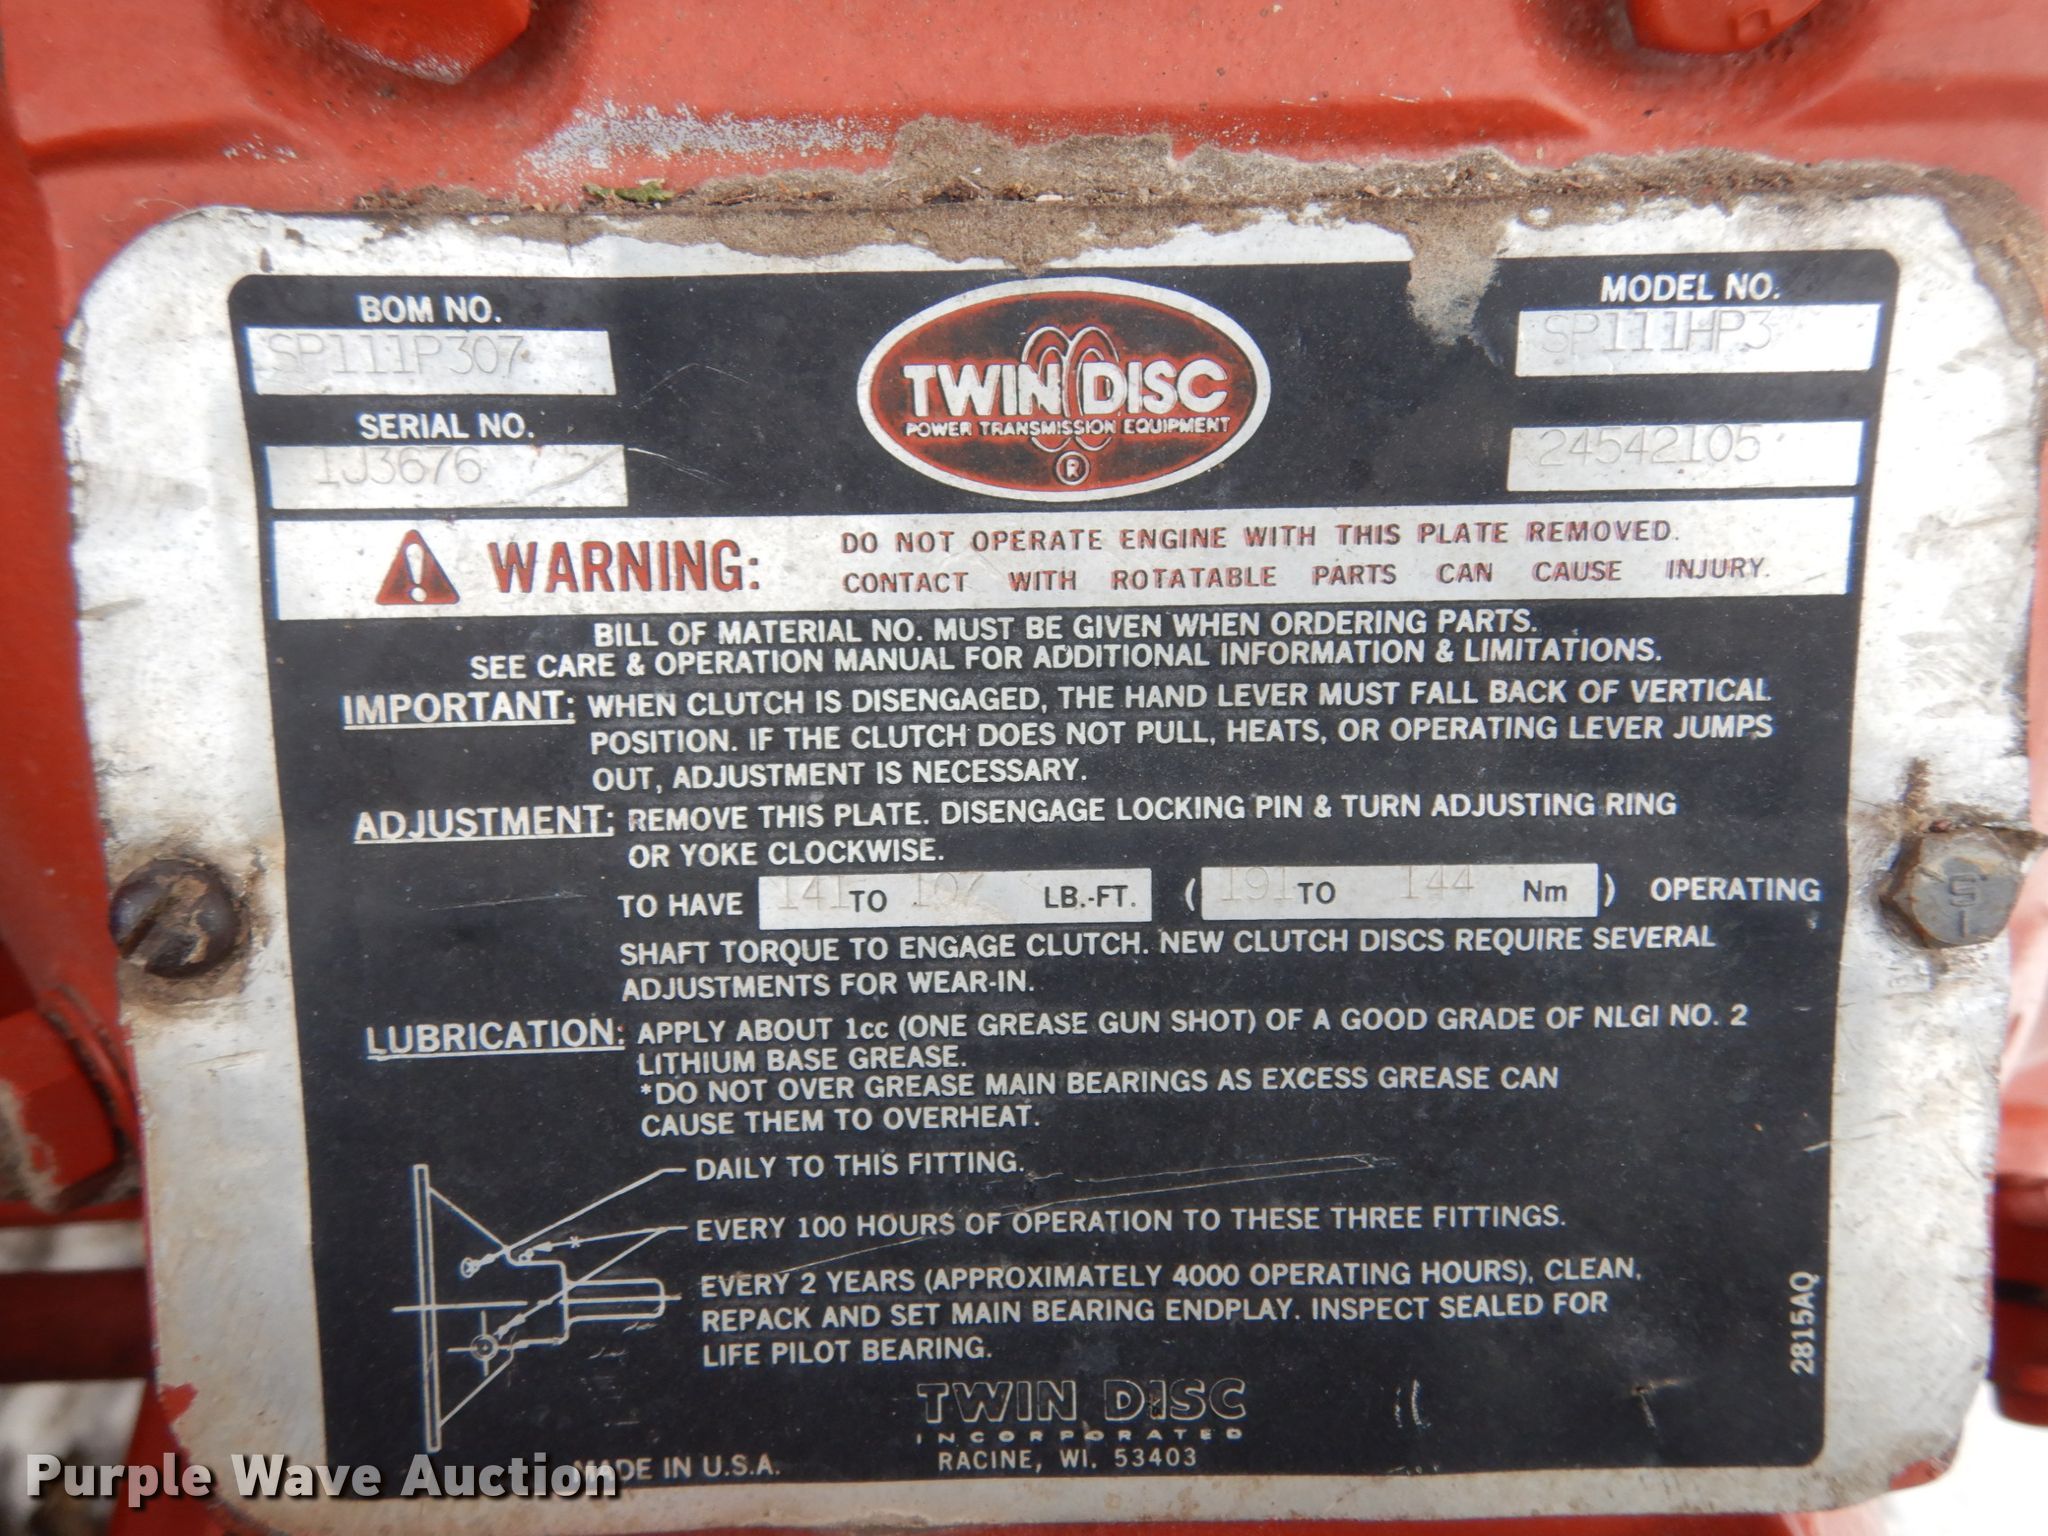 BOM NO.
SP111P307
SERIAL NO.
1J3676
TWIN DISC
POWER TRANSMISSION EQUIPMENT
®
MODEL NO.
SP111HP3
24542105
WARNING: DO NOT OPERATE ENGINE WITH THIS PLATE REMOVED.
CONTACT WITH ROTATABLE PARTS CAN CAUSE INJURY.
BILL OF MATERIAL NO. MUST BE GIVEN WHEN ORDERING PARTS.
SEE CARE & OPERATION MANUAL FOR ADDITIONAL INFORMATION & LIMITATIONS.
IMPORTANT: WHEN CLUTCH IS DISENGAGED, THE HAND LEVER MUST FALL BACK OF VERTICAL
POSITION. IF THE CLUTCH DOES NOT PULL, HEATS, OR OPERATING LEVER JUMPS
OUT, ADJUSTMENT IS NECESSARY.
ADJUSTMENT: REMOVE THIS PLATE. DISENGAGE LOCKING PIN & TURN ADJUSTING RING
OR YOKE CLOCKWISE.
TO HAVE 141 TO LB.-FT. (191 TO 144 Nm) OPERATING
SHAFT TORQUE TO ENGAGE CLUTCH. NEW CLUTCH DISCS REQUIRE SEVERAL
ADJUSTMENTS FOR WEAR-IN.
LUBRICATION: APPLY ABOUT 1cc (ONE GREASE GUN SHOT) OF A GOOD GRADE OF NLGI NO. 2
LITHIUM BASE GREASE.
*DO NOT OVER GREASE MAIN BEARINGS AS EXCESS GREASE CAN
CAUSE THEM TO OVERHEAT.
DAILY TO THIS FITTING.
*
EVERY 100 HOURS OF OPERATION TO THESE THREE FITTINGS.
EVERY 2 YEARS (APPROXIMATELY 4000 OPERATING HOURS), CLEAN,
REPACK AND SET MAIN BEARING ENDPLAY. INSPECT SEALED FOR
LIFE PILOT BEARING.
2815AQ
TWIN DISC
INCORPORATED
RACINE, WI. 53403
MADE IN U.S.A.
Purple Wave Auction